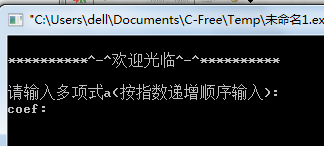 "C:\Users\dell\Documents\C-Free\Temp\未命名1.ex
**********^-^欢迎光临^-^**********
请输入多项式a(按指数递增顺序输入):
coef: